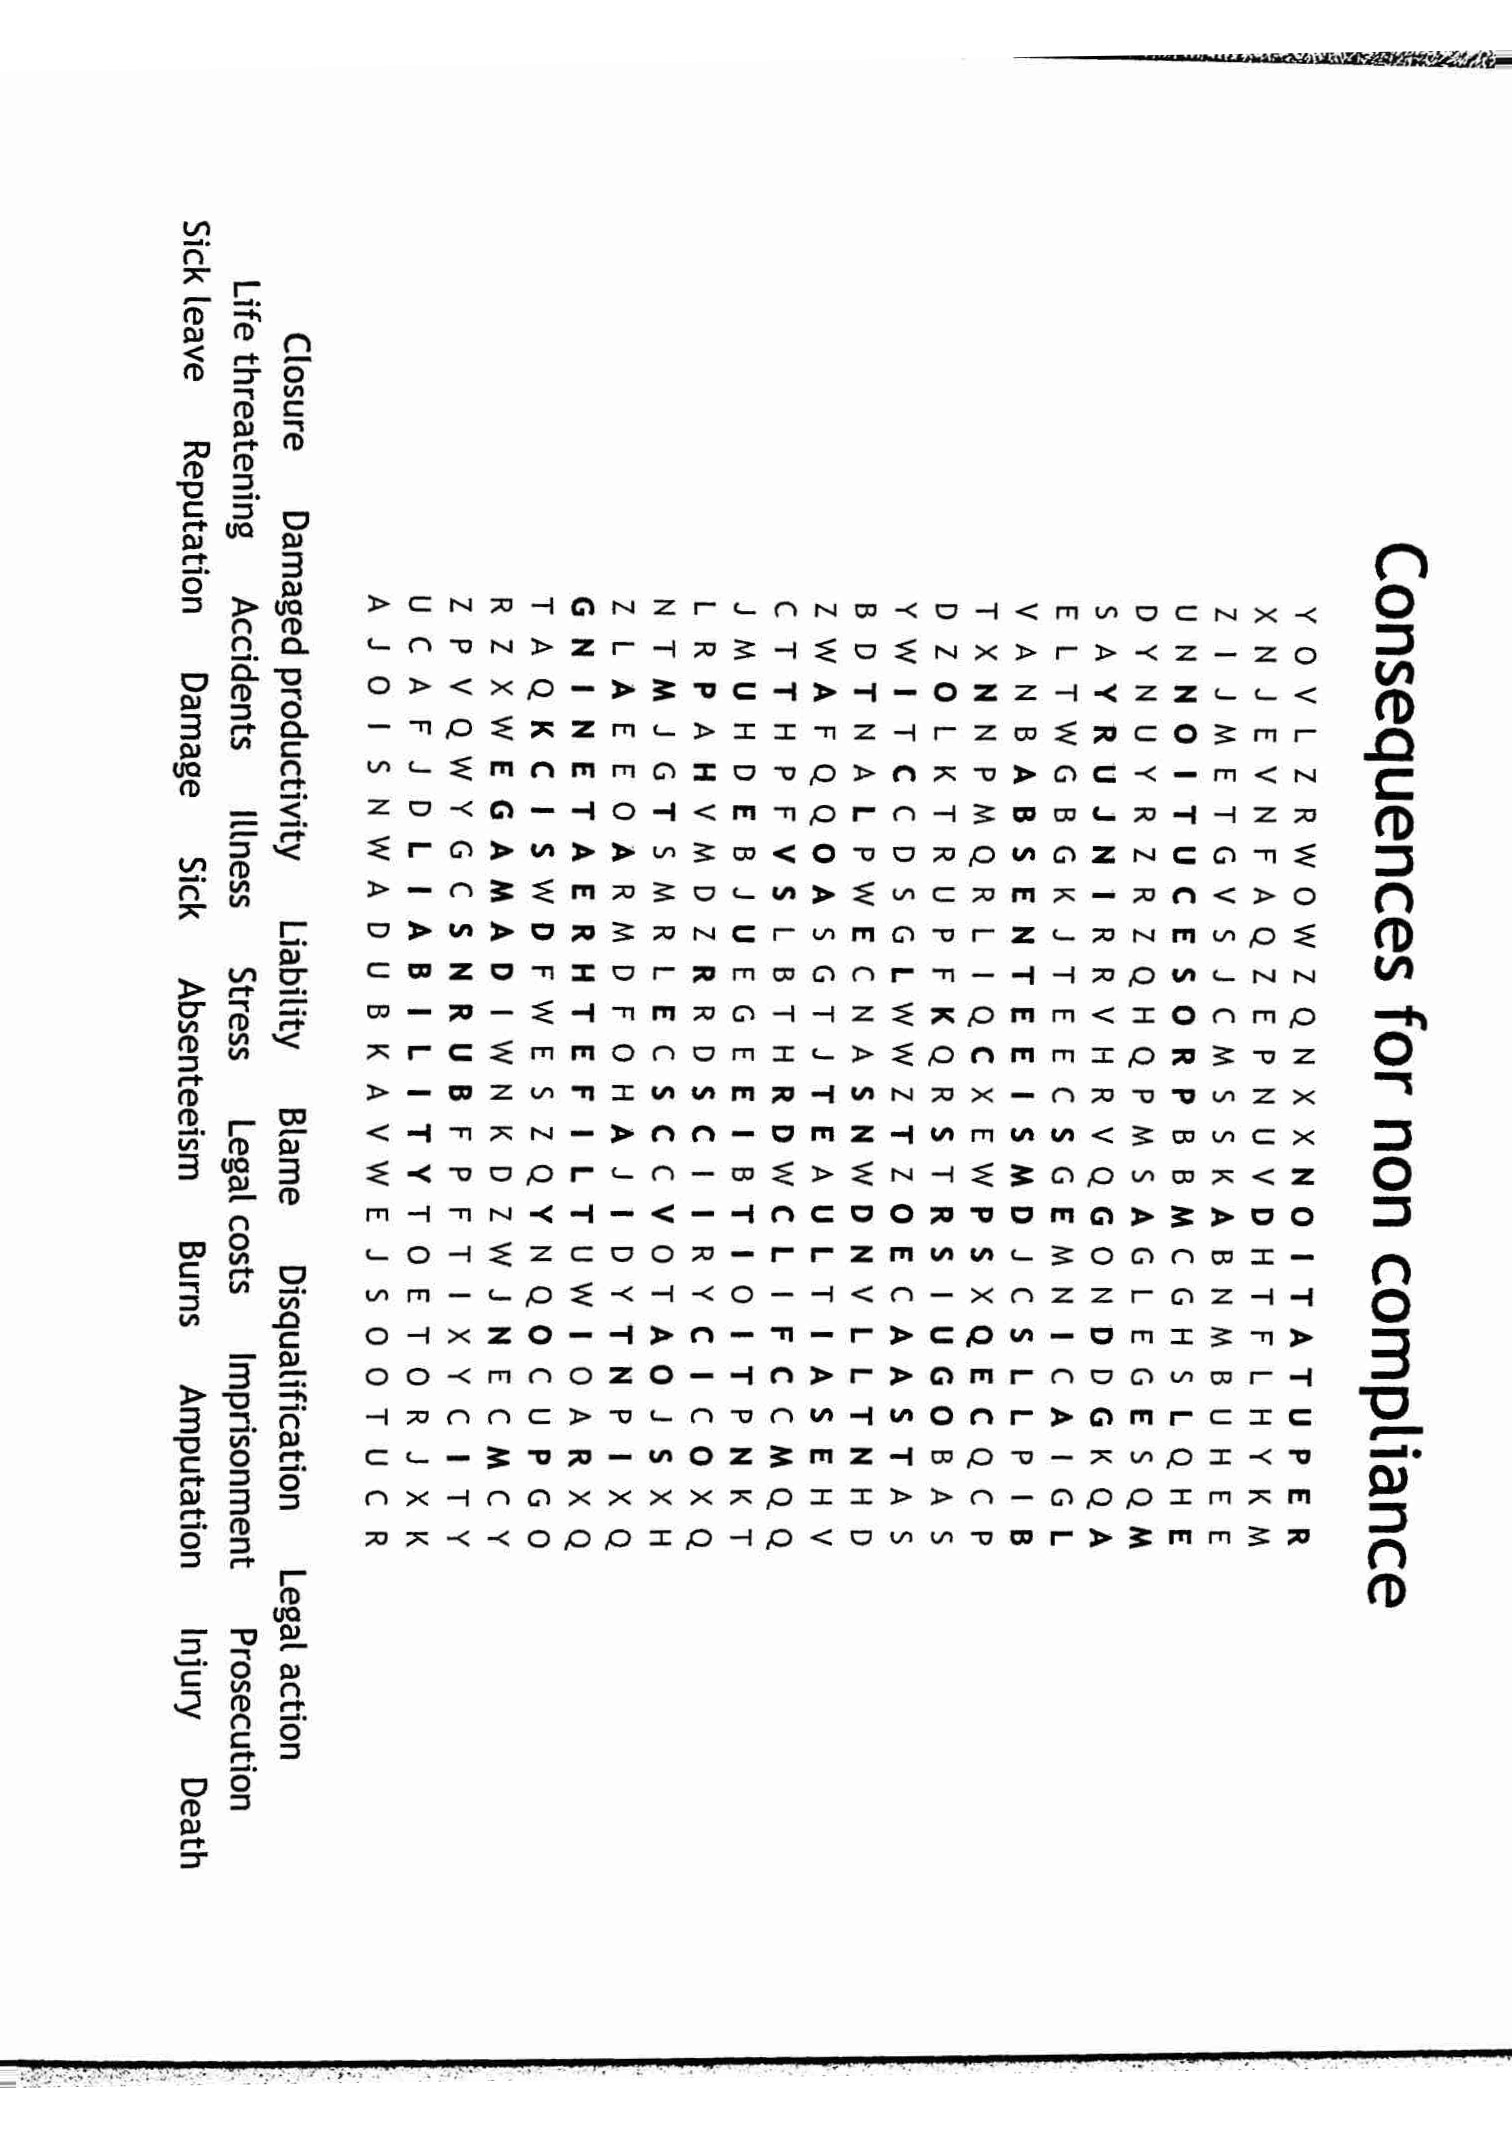 Consequences for non compliance
Y O V L Z R W O W Z Q N X X N O I T A T U P E R
X N J E V N F A Q Z E P N U V D H T F L H Y K M
Z I J M E T G V S J C M S S K A B N M B U H E E
U N N O I T U C E S O R P B B M C G H S L Q H E
D Y N U Y R Z R Z Q H Q P M S A G L E G E S Q M
S A Y R U J N I R R V H R V Q G O N D D G K Q A
E L T W G B G K J T E E C S G E M N I C A I G L
V A N B A B S E N T E E I S M D J C S L L P I B
T X N N P M Q R L I Q C X E W P S X Q E C Q C P
D Z O L K T R U P F K Q R S T R S I U G O B A S
Y W I T C C D S G L W W Z T Z O E C A A S T A S
B D T N A L P W E C N A S N W D N V L L T N H D
Z W A F Q Q O A S G T J T E A U L T I A S E H V
C T T H P F V S L B T H R D W C L I F C C M Q Q
J M U H D E B J U E G E E I B T I O I T P N K T
L R P A H V M D Z R R D S C I I R Y C I C O X Q
N T M J G T S M R L E C S C C V O T A O J S X H
Z L A E E O A R M D F O H A J I D Y T N P I X Q
G N I N E T A E R H T E F I L T U W I O A R X Q
T A Q K C I S W D F W E S Z Q Y N Q O C U P G O
R Z X W E G A M A D I W N K D Z W J N E C M C Y
Z P V Q W Y G C S N R U B F P F T I X Y C I T Y
U C A F J D L I A B I L I T Y T O E T O R J X K
A J O I S N W A D U B K A V W E J S O O T U C R
Closure Damaged productivity Liability Blame Disqualification Legal action
Life threatening Accidents Illness Stress Legal costs Imprisonment Prosecution
Sick leave Reputation Damage Sick Absenteeism Burns Amputation Injury Death